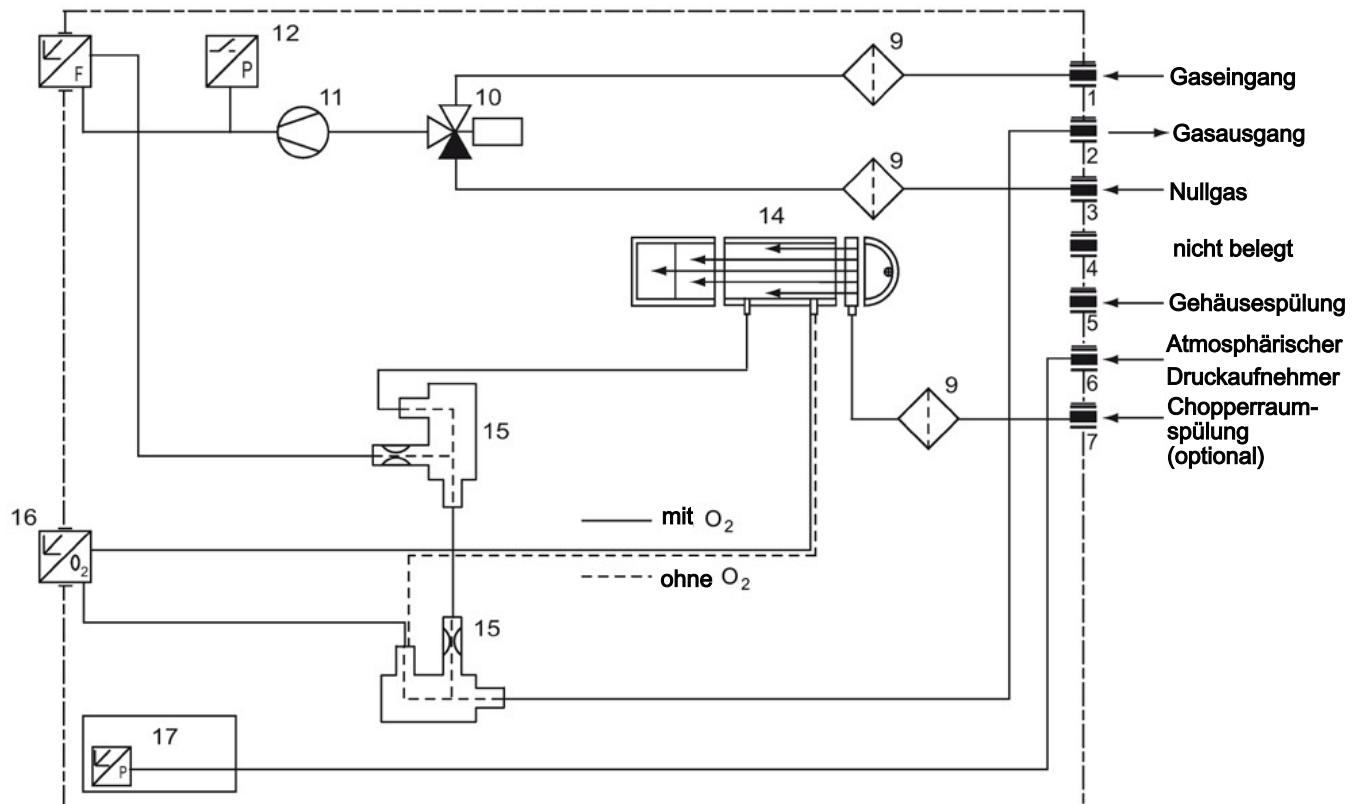 12
9
F
P
11
10
Gaseingang
1
Gasausgang
2
9
Nullgas
3
14
nicht belegt
4
Gehäusespülung
5
Atmosphärischer
Druckaufnehmer
6
9
Chopperraum-
spülung
(optional)
7
15
16
O2
mit O2
ohne O2
15
17
P